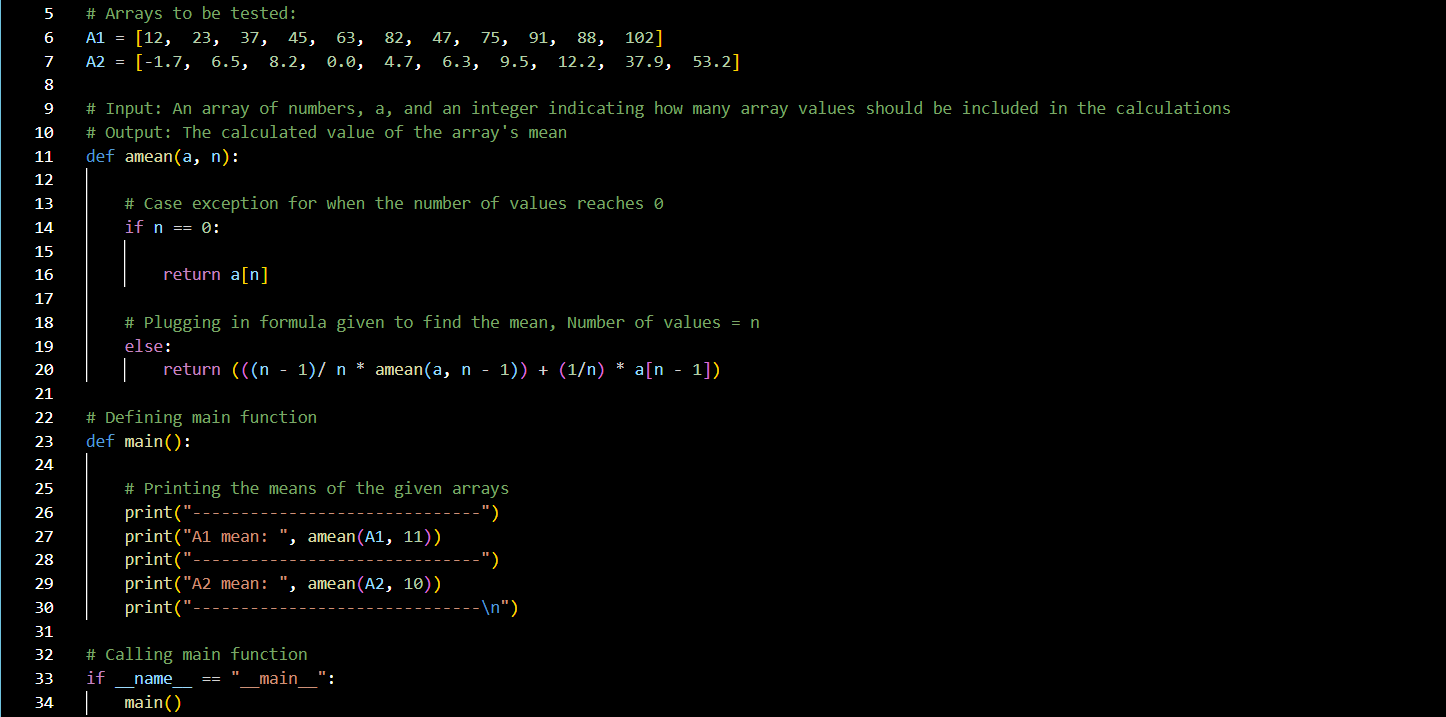 5 # Arrays to be tested:
6 A1 = [12, 23, 37, 45, 63, 82, 47, 75, 91, 88, 102]
7 A2 = [-1.7, 6.5, 8.2, 0.0, 4.7, 6.3, 9.5, 12.2, 37.9, 53.2]
8
9 # Input: An array of numbers, a, and an integer indicating how many array values should be included in the calculations
10 # Output: The calculated value of the array's mean
11 def amean(a, n):
12
13     # Case exception for when the number of values reaches 0
14     if n == 0:
15
16         return a[n]
17
18     # Plugging in formula given to find the mean, Number of values = n
19     else:
20         return (((n - 1)/ n * amean(a, n - 1)) + (1/n) * a[n - 1])
21
22 # Defining main function
23 def main():
24
25     # Printing the means of the given arrays
26     print("------------------------------")
27     print("A1 mean: ", amean(A1, 11))
28     print("------------------------------")
29     print("A2 mean: ", amean(A2, 10))
30     print("------------------------------\n")
31
32 # Calling main function
33 if __name__ == "__main__":
34     main()